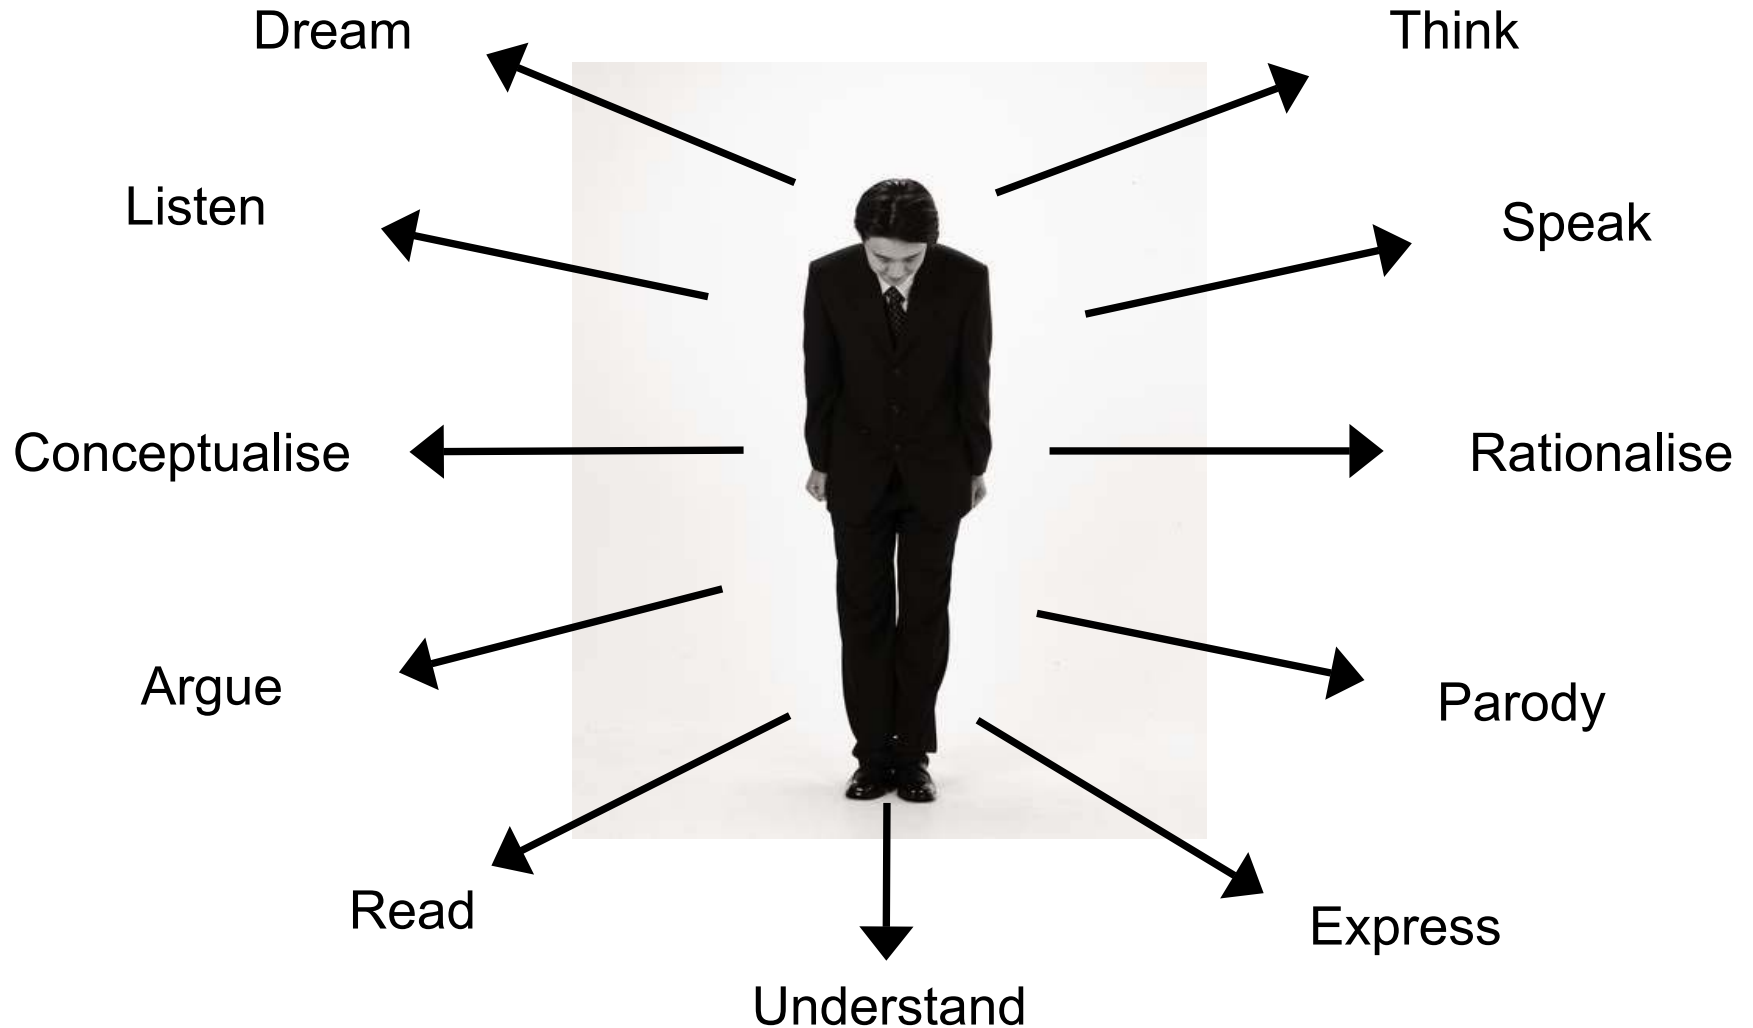 Dream
Think
Listen
Speak
Conceptualise
Rationalise
Argue
Parody
Read
Express
Understand